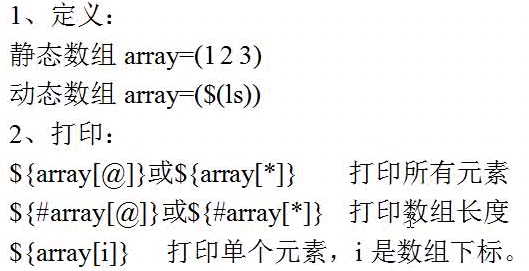 1、定义：
静态数组 array=(1 2 3)
动态数组 array=($(ls))
2、打印：
${array[@]}或${array[*]} 打印所有元素
${#array[@]}或${#array[*]} 打印数组长度
${array[i]} 打印单个元素，i 是数组下标。